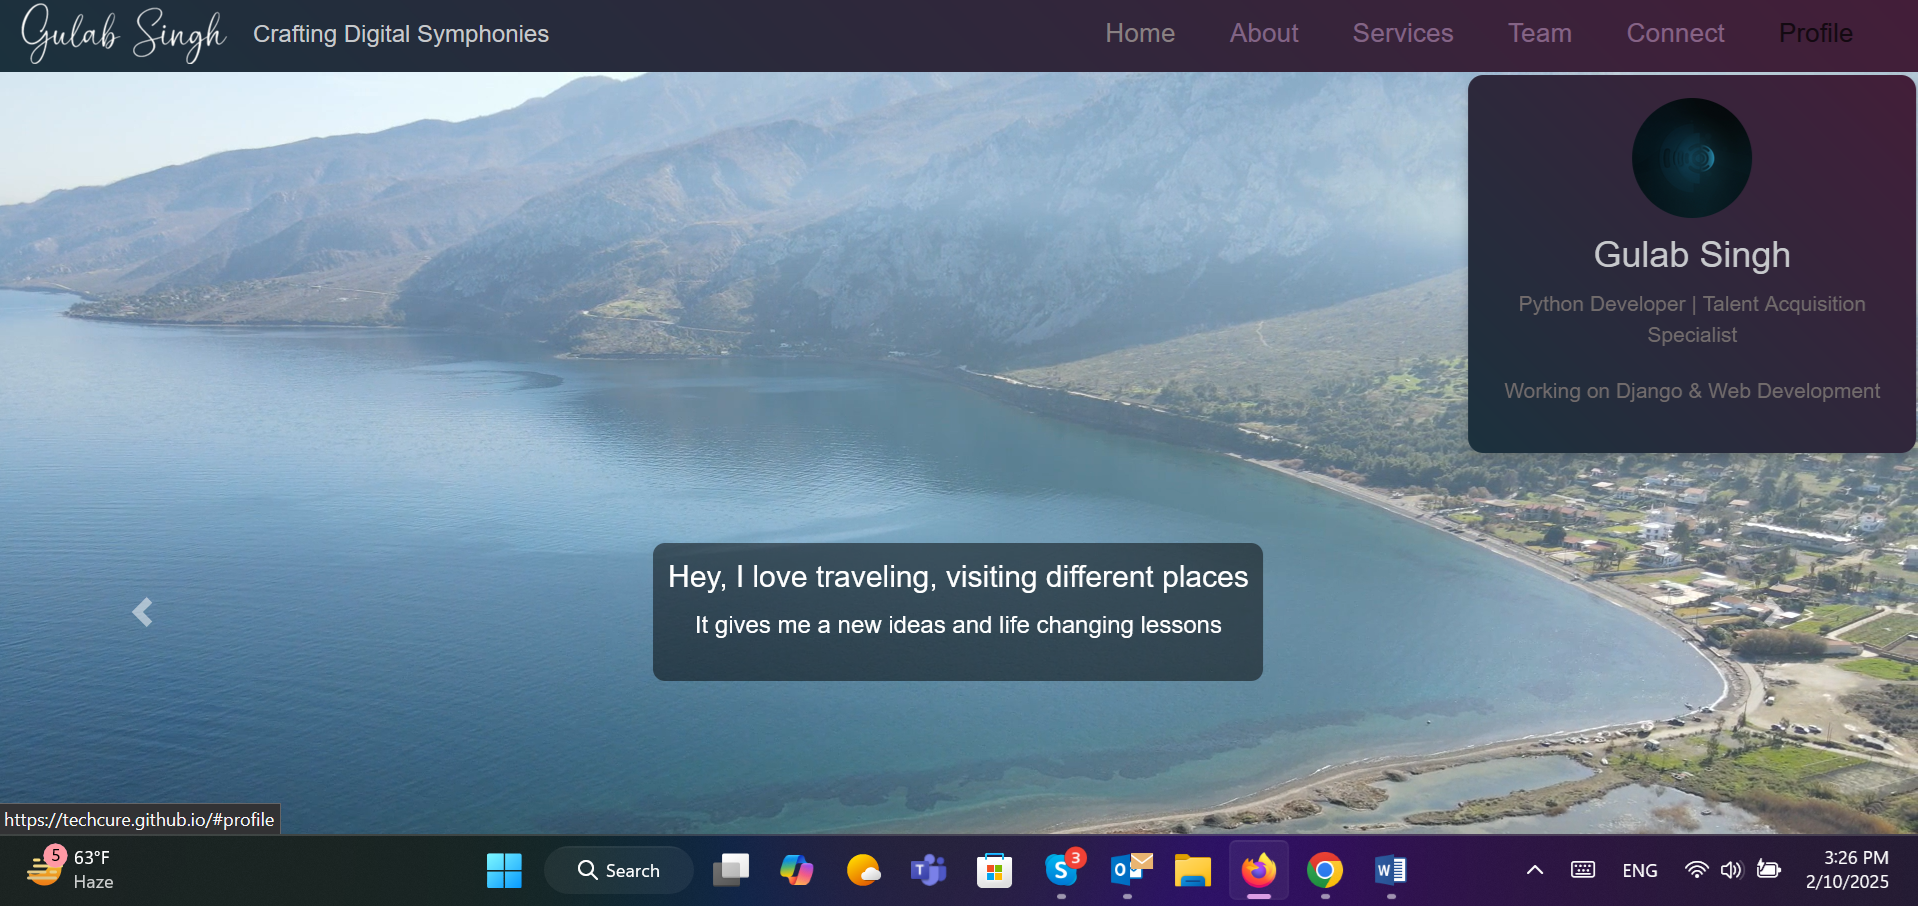 Gulab Singh
Crafting Digital Symphonies
Home
About
Services
Team
Connect
Profile
Gulab Singh
Python Developer | Talent Acquisition
Specialist
Working on Django & Web Development
Hey, I love traveling, visiting different places
It gives me a new ideas and life changing lessons
https://techcure.github.io/#profile
5
63°F
Haze
Search
T
S
3
O
W
ENG
3:26 PM
2/10/2025